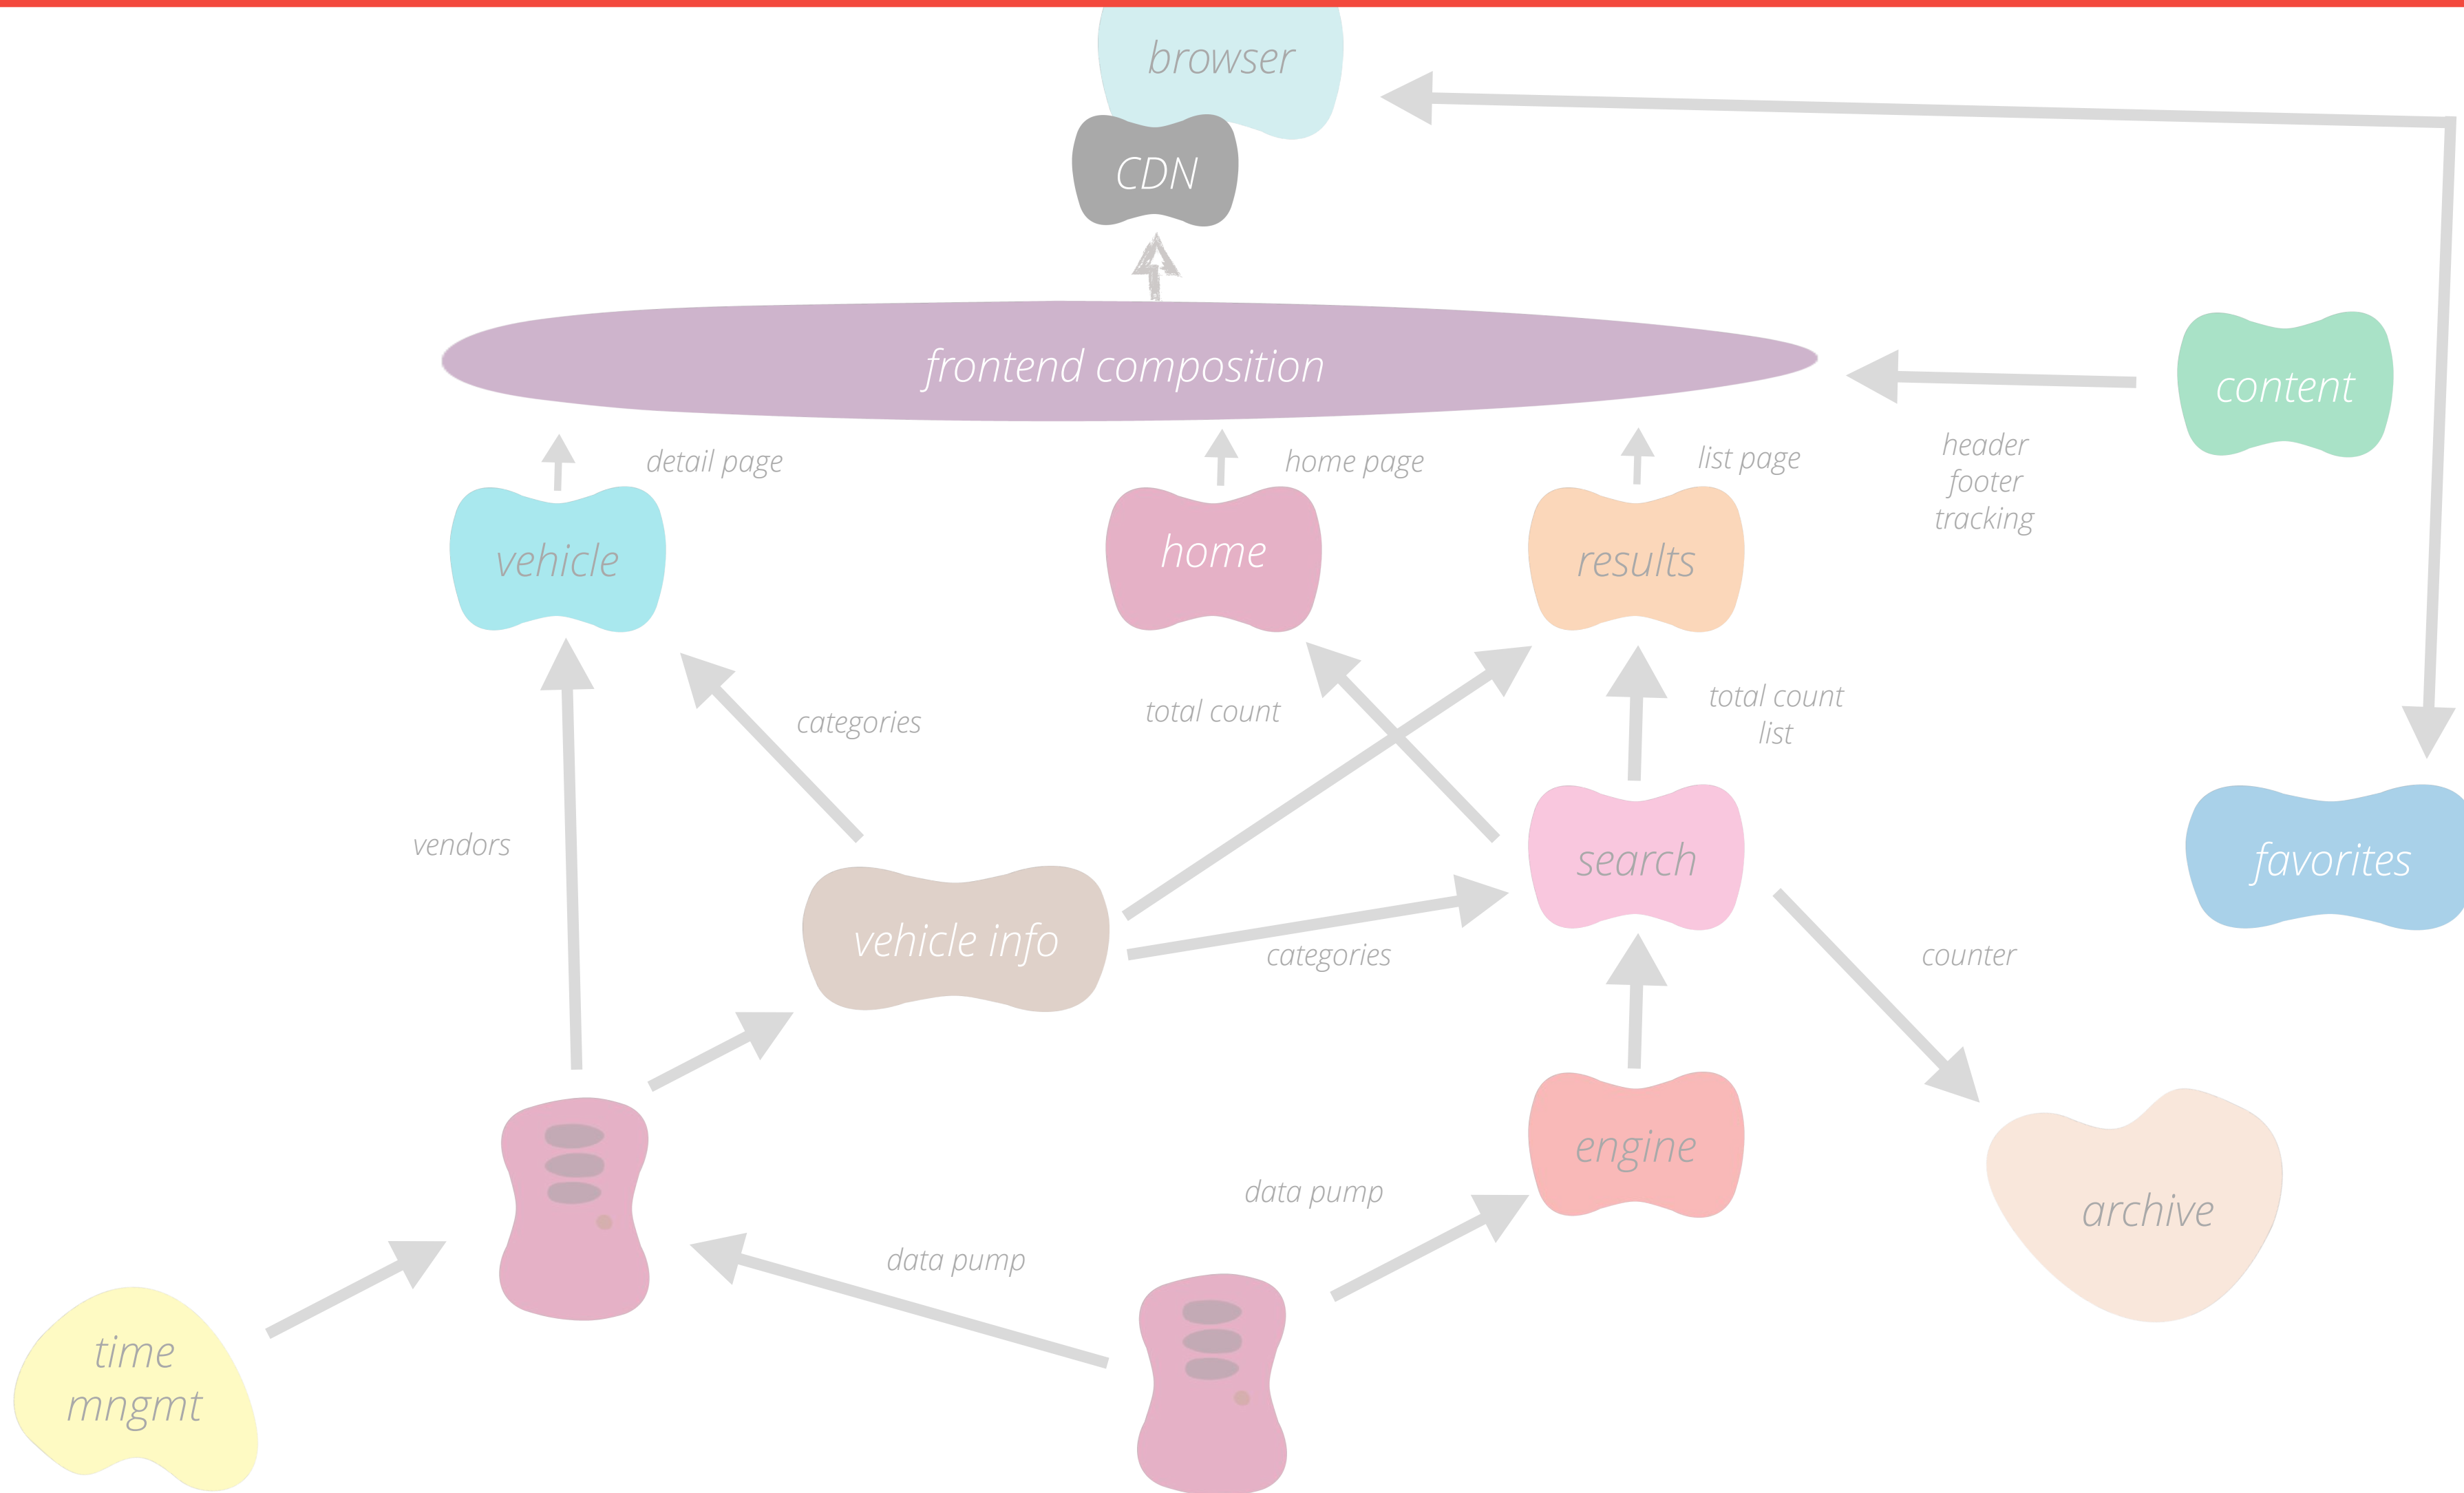 browser
CDN
frontend composition
content
detail page
home page
list page
header
footer
tracking
vehicle
home
results
categories
total count
total count
list
vendors
search
favorites
vehicle info
categories
counter
engine
data pump
archive
data pump
time
mngmt